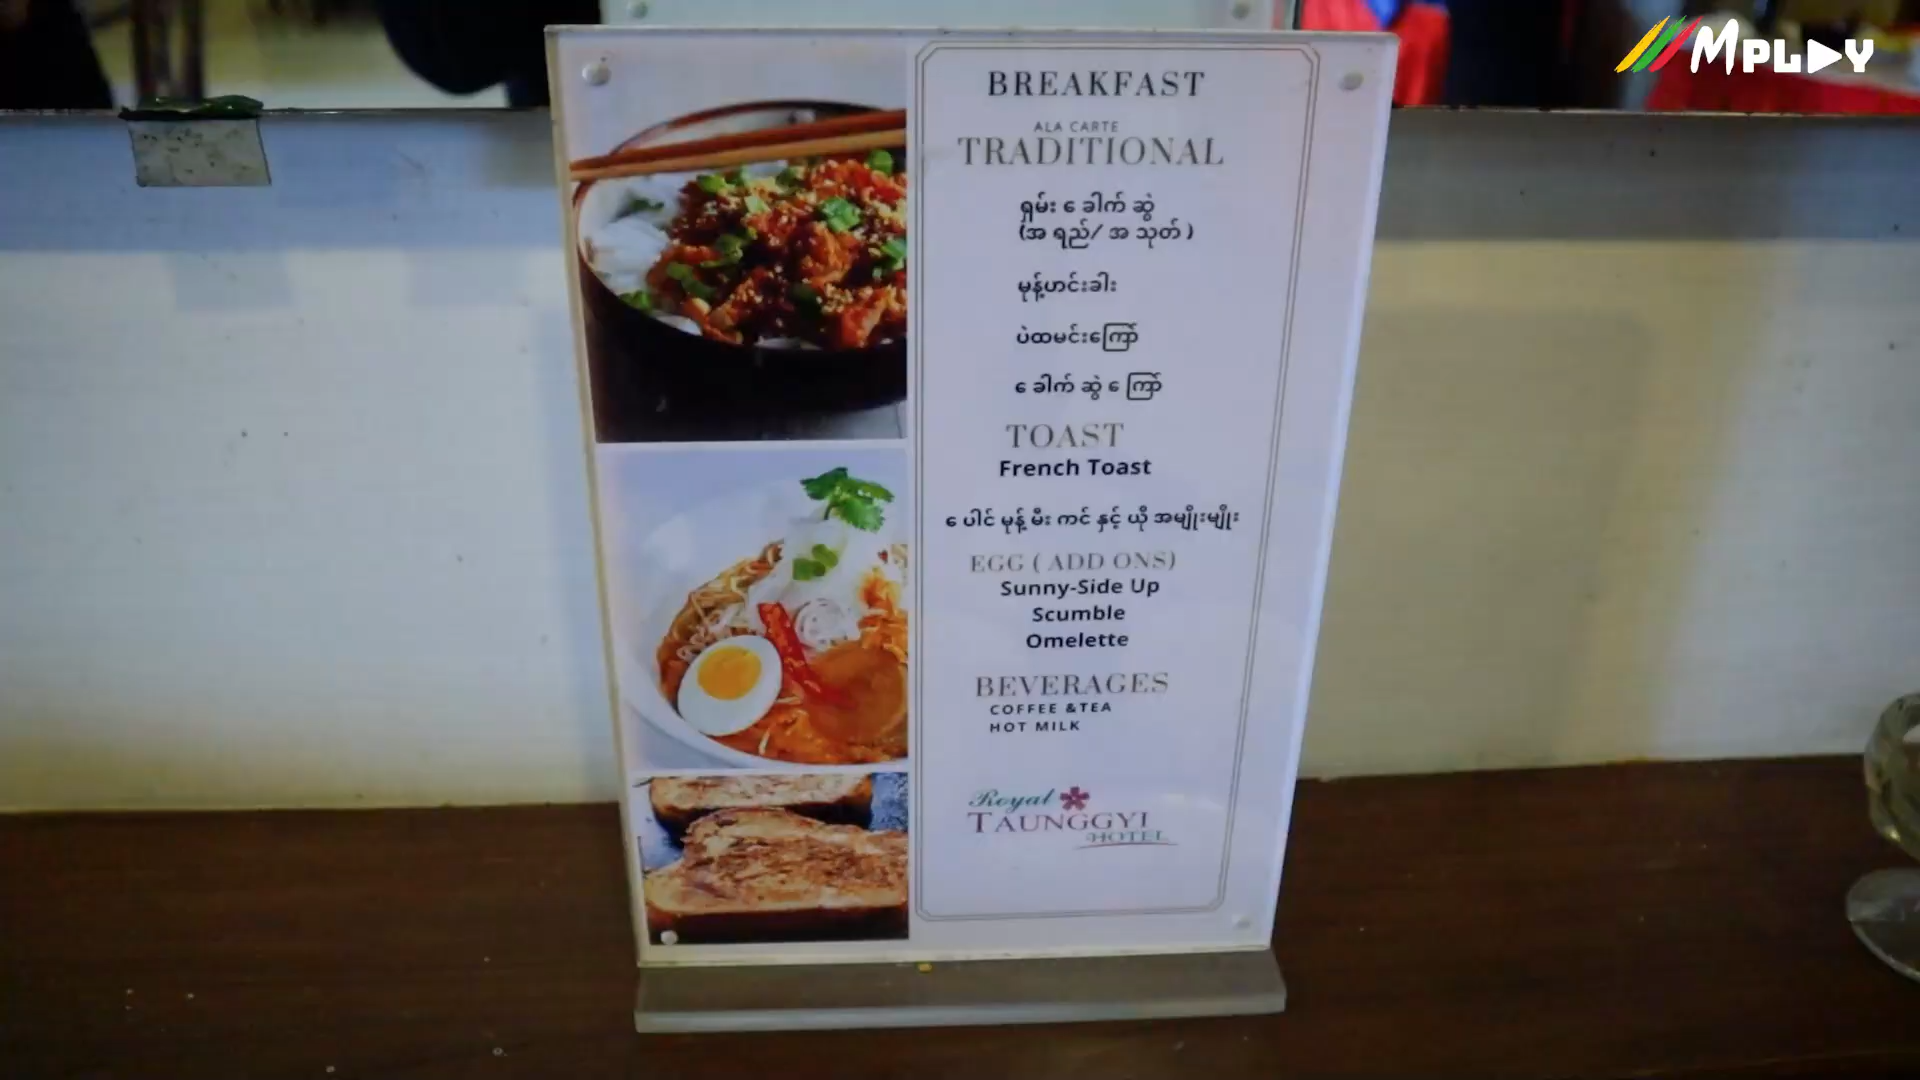 MPLAY
BREAKFAST
ALA CARTE
TRADITIONAL
ရှမ်း ခေါက် ဆွဲ
(အ ရည်/ အ သုတ် )
မုန့်ဟင်းခါး
ပဲထမင်းကြော်
ခေါက် ဆွဲ ကြော်
TOAST
French Toast
ပေါင် မုန့် မီး ကင် နှင့် ယို အမျိုးမျိုး
EGG ( ADD ONS)
Sunny-Side Up
Scumble
Omelette
BEVERAGES
COFFEE &TEA
HOT MILK
Royal
TAUNGGYI
HOTEL